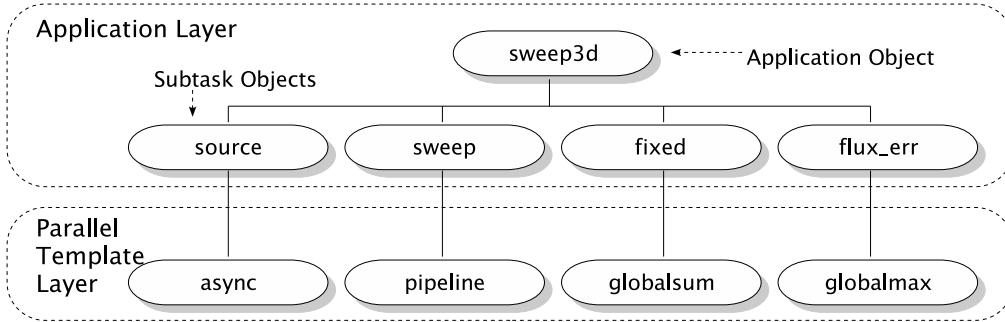 Application Layer
sweep3d
Application Object
Subtask Objects
source
sweep
fixed
flux_err
Parallel
Template
Layer
async
pipeline
globalsum
globalmax